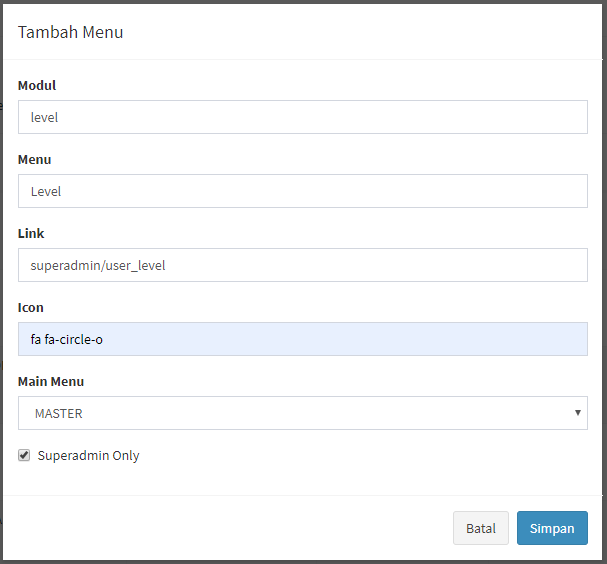 Tambah Menu
Modul
level
Menu
Level
Link
superadmin/user_level
Icon
fa fa-circle-o
Main Menu
MASTER
Superadmin Only
Batal Simpan